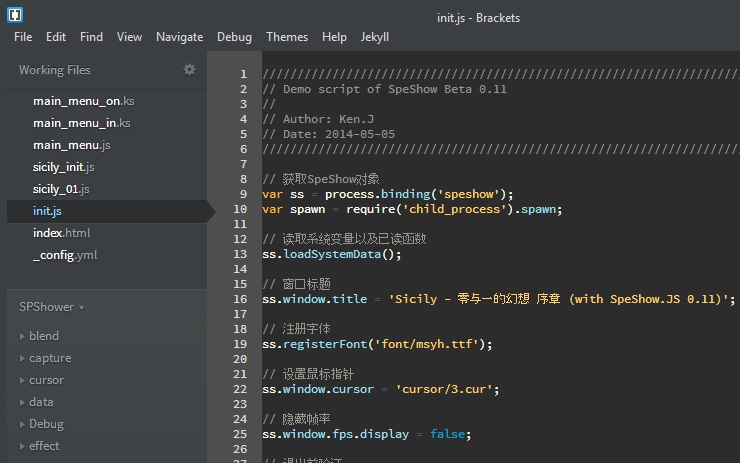 init.js - Brackets
File Edit Find View Navigate Debug Themes Help Jekyll
Working Files
main_menu_on.ks
main_menu_in.ks
main_menu.js
sicily_init.js
sicily_01.js
init.js
index.html
_config.yml
SPShower
blend
capture
cursor
data
Debug
effect
1 ////////////////////////////////////////////////////////////////////
2 // Demo script of SpeShow Beta 0.11
3 //
4 // Author: Ken.J
5 // Date: 2014-05-05
6 ////////////////////////////////////////////////////////////////////
7
8 // 获取SpeShow对象
9 var ss = process.binding('speshow');
10 var spawn = require('child_process').spawn;
11
12 // 读取系统变量以及已读函数
13 ss.loadSystemData();
14
15 // 窗口标题
16 ss.window.title = 'Sicily - 零与一的幻想 序章 (with SpeShow.JS 0.11)';
17
18 // 注册字体
19 ss.registerFont('font/msyh.ttf');
20
21 // 设置鼠标指针
22 ss.window.cursor = 'cursor/3.cur';
23
24 // 隐藏帧率
25 ss.window.fps.display = false;
26
27 // 退出前验证